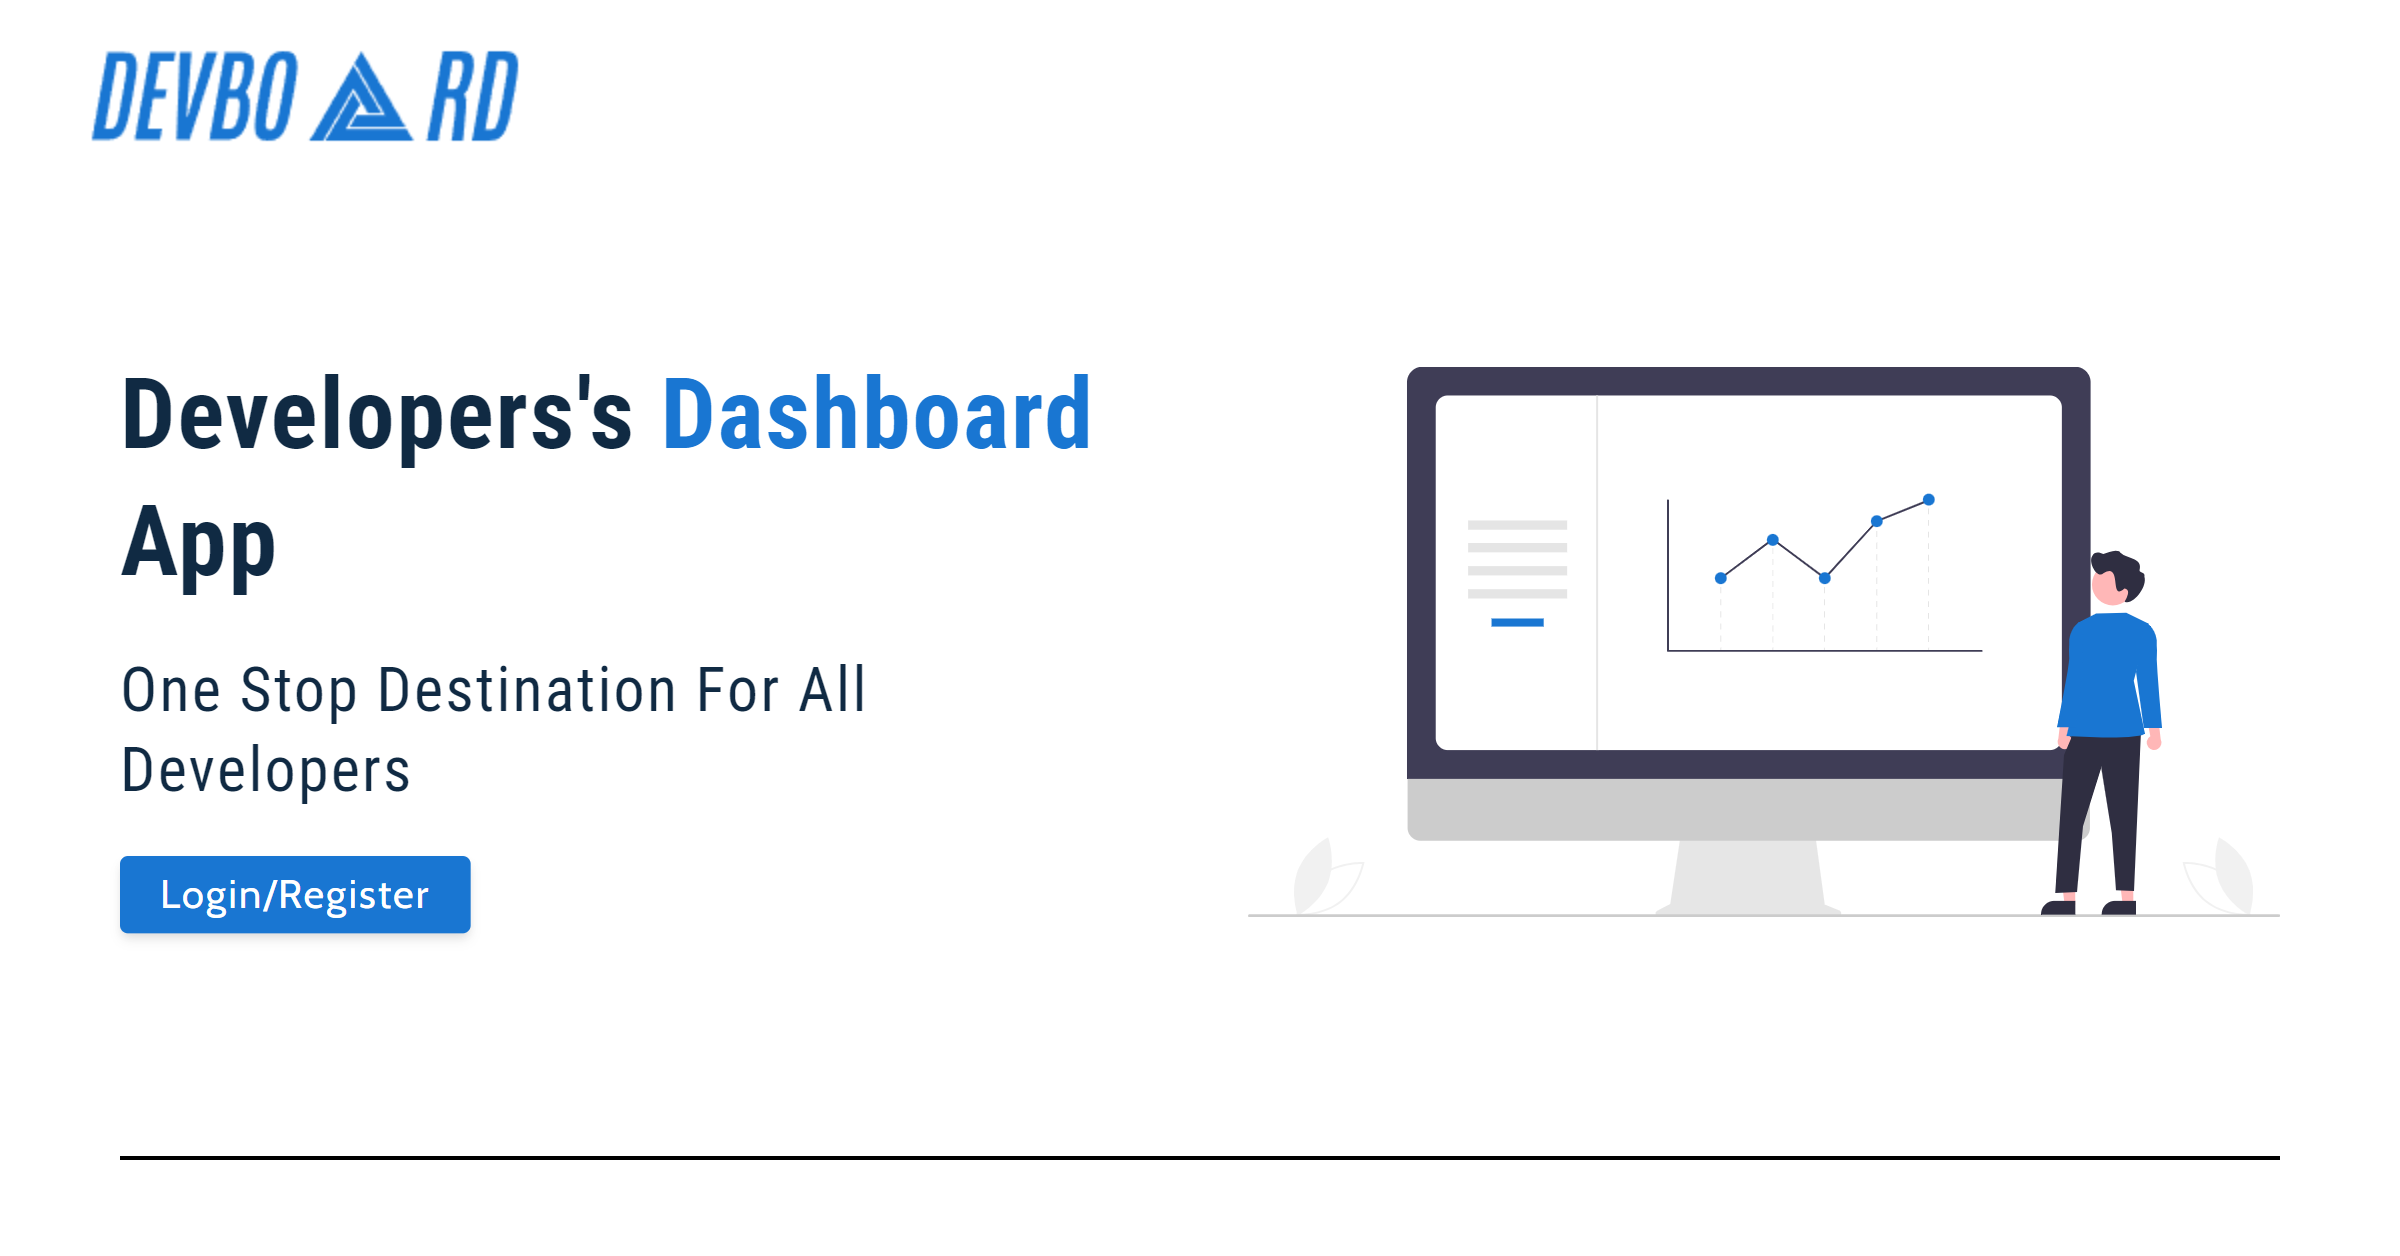 DEVBOARD
Developers's Dashboard
App
One Stop Destination For All
Developers
Login/Register